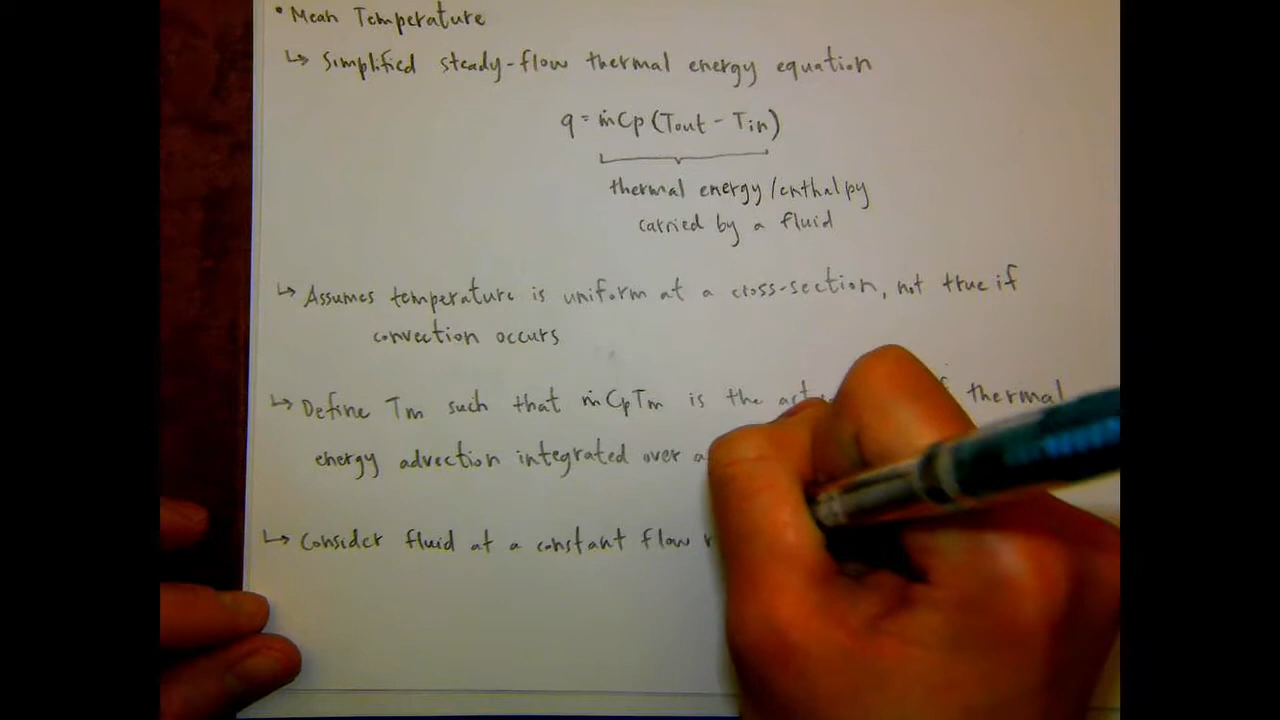 • Mean Temperature
↳ Simplified steady-flow thermal energy equation
q = ṁCp(Tout - Tin)
thermal energy/enthalpy
carried by a fluid
↳ Assumes temperature is uniform at a cross-section, not true if
convection occurs
↳ Define Tm such that ṁCpTm is the thermal
energy advection integrated over a
↳ Consider fluid at a constant flow